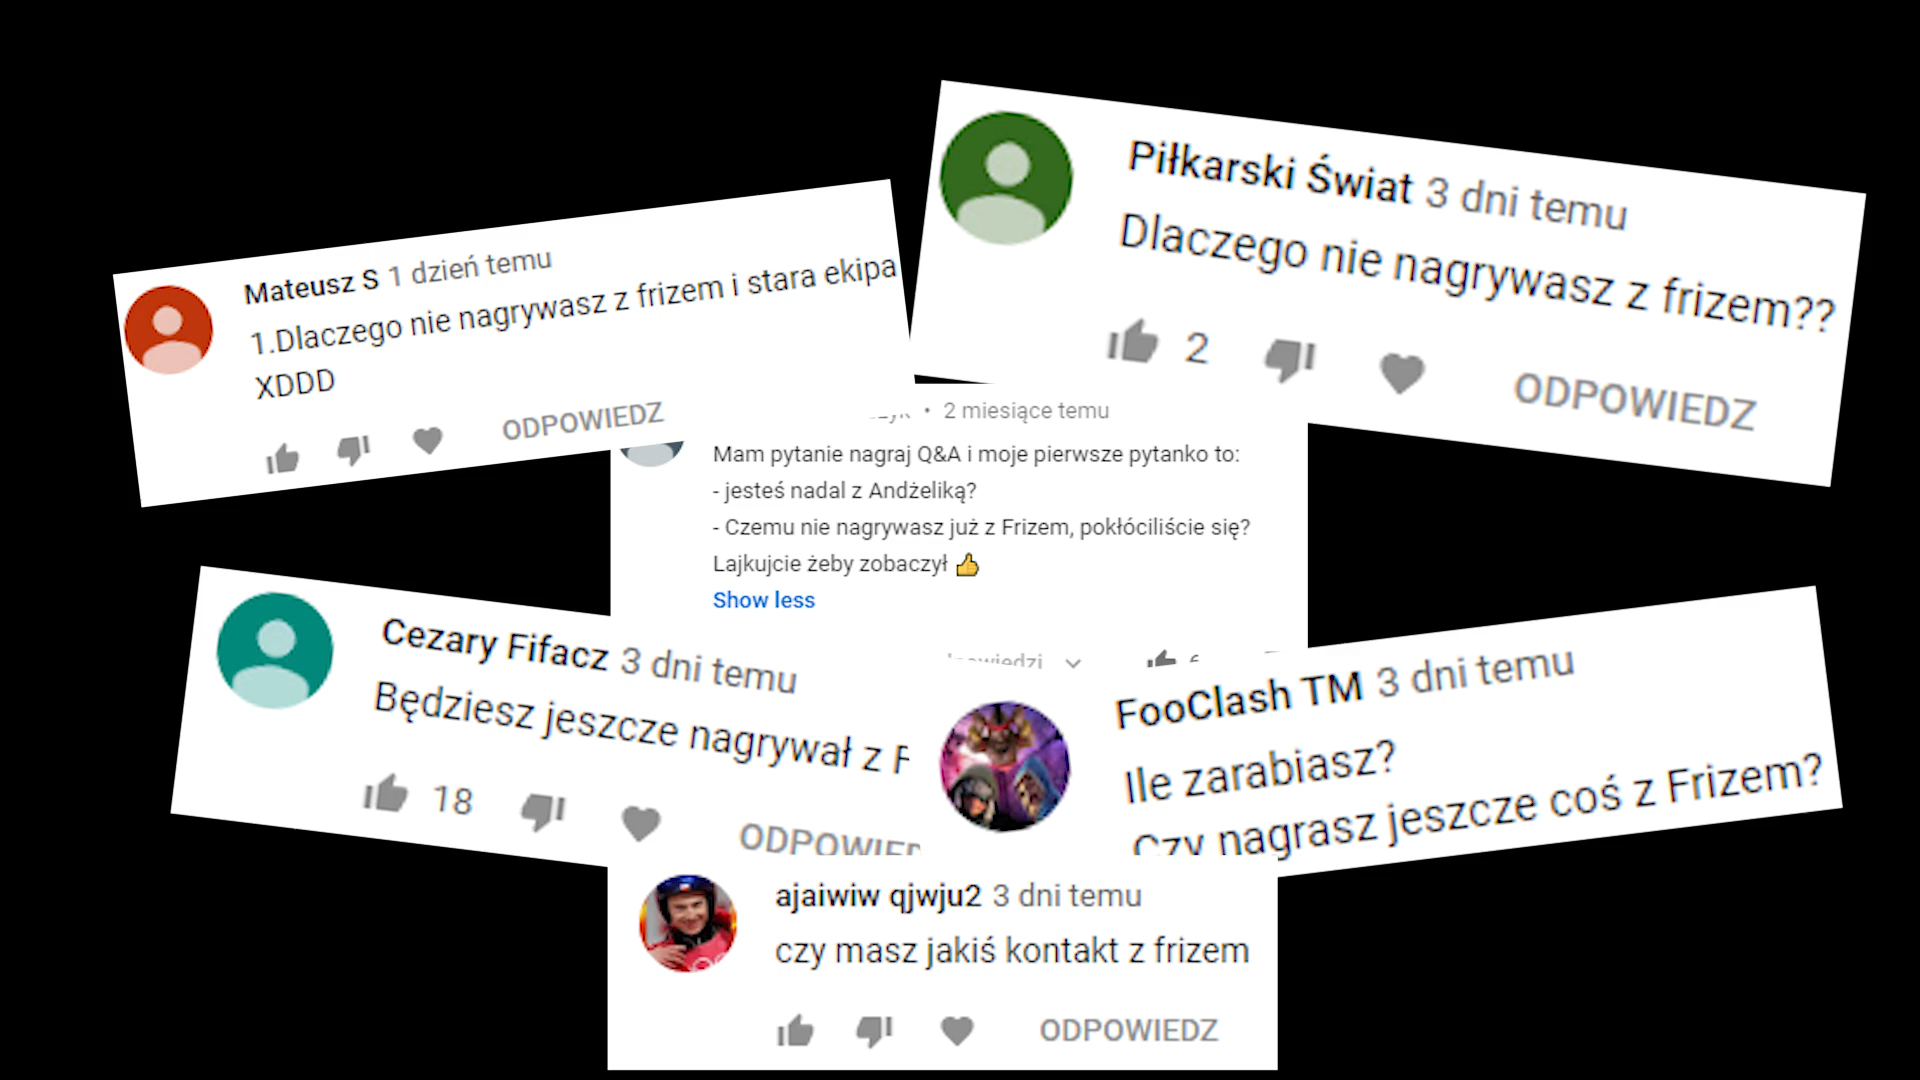 Mateusz S 1 dzień temu
1.Dlaczego nie nagrywasz z frizem i stara ekipa
XDDD
ODPOWIEDZ
Piłkarski Świat 3 dni temu
Dlaczego nie nagrywasz z frizem??
2
ODPOWIEDZ
• 2 miesiące temu
Mam pytanie nagraj Q&A i moje pierwsze pytanko to:
- jesteś nadal z Andżeliką?
- Czemu nie nagrywasz już z Frizem, pokłóciliście się?
Lajkujcie żeby zobaczył 👍
Show less
Cezary Fifacz 3 dni temu
Będziesz jeszcze nagrywał z F
18
ODPOWIED
FooClash TM 3 dni temu
Ile zarabiasz?
Czy nagrasz jeszcze coś z Frizem?
ajaiwiw qjwju2 3 dni temu
czy masz jakiś kontakt z frizem
ODPOWIEDZ